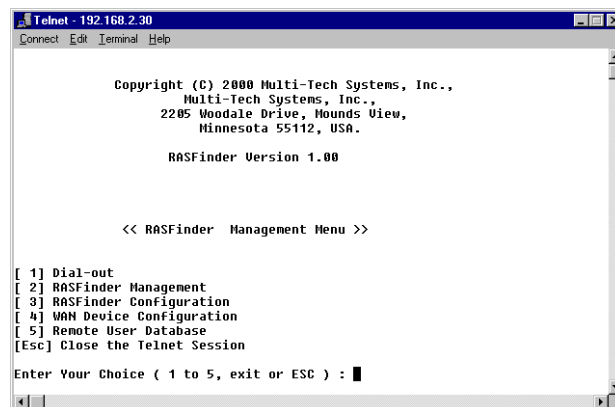 Telnet - 192.168.2.30
Connect Edit Terminal Help
Copyright (C) 2000 Multi-Tech Systems, Inc.,
Multi-Tech Systems, Inc.,
2205 Woodale Drive, Mounds View,
Minnesota 55112, USA.
RASFinder Version 1.00
<< RASFinder Management Menu >>
[ 1] Dial-out
[ 2] RASFinder Management
[ 3] RASFinder Configuration
[ 4] WAN Device Configuration
[ 5] Remote User Database
[Esc] Close the Telnet Session
Enter Your Choice ( 1 to 5, exit or ESC ) :